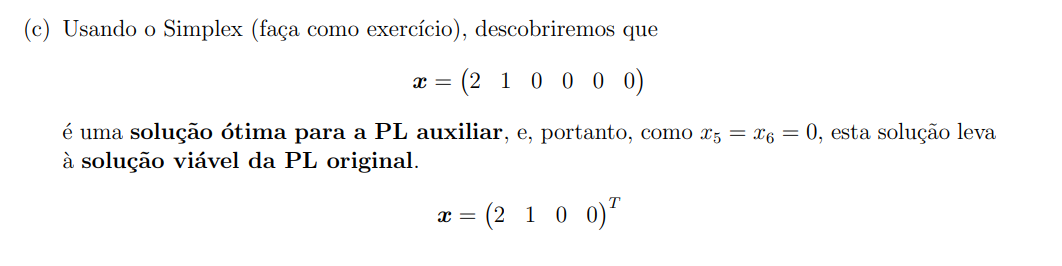 (c) Usando o Simplex (faça como exercício), descobriremos que
x = (2 1 0 0 0 0)
é uma solução ótima para a PL auxiliar, e, portanto, como x₅ = x₆ = 0, esta solução leva
à solução viável da PL original.
x = (2 1 0 0)ᵀ